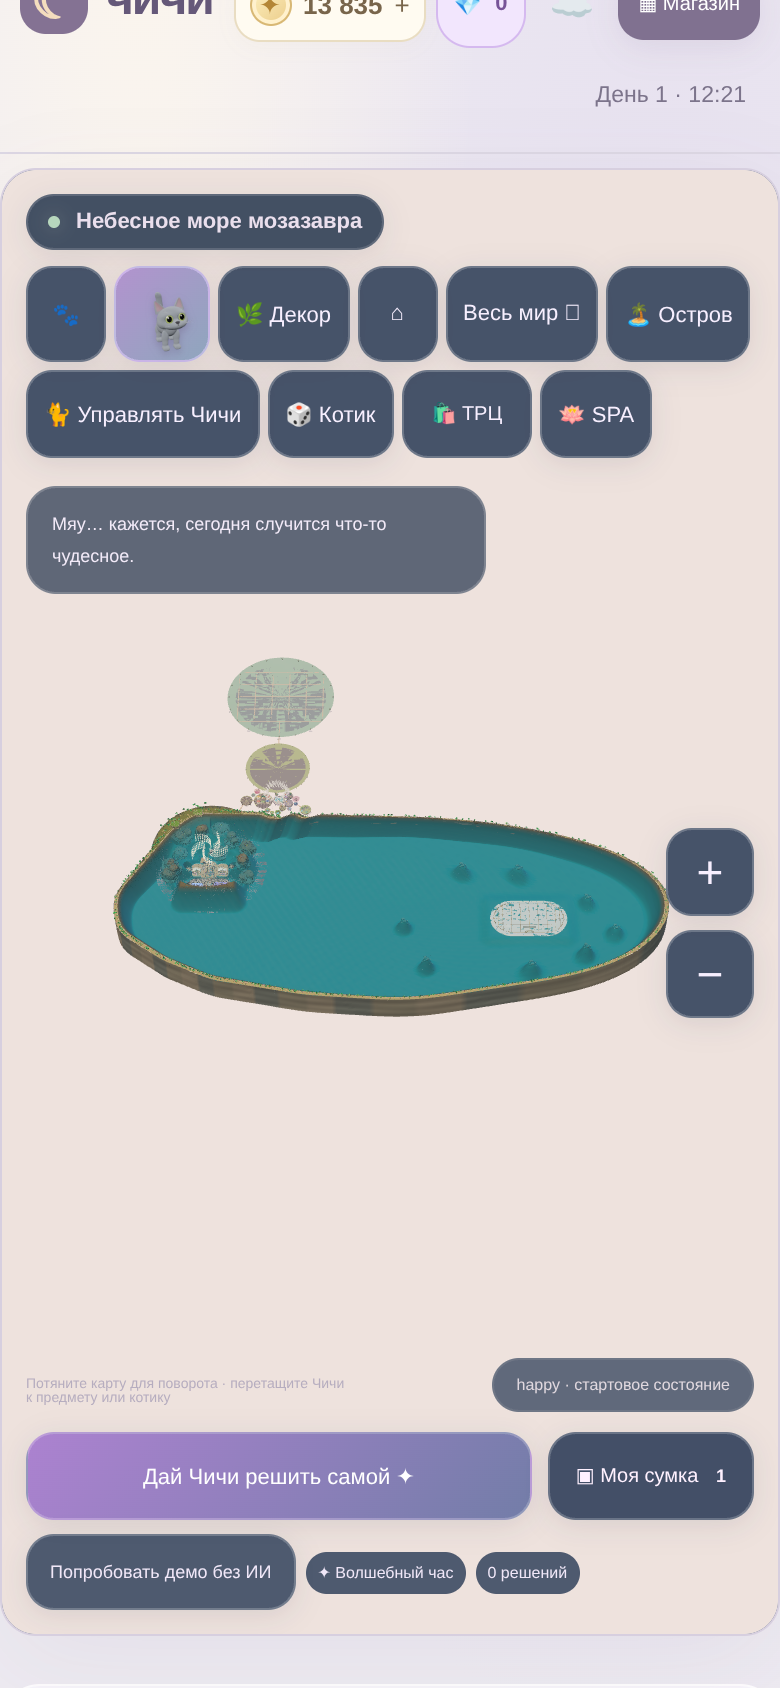 ЧИЧИ
13 835 +
0
Магазин
День 1 · 12:21
Небесное море мозазавра
Декор
Весь мир
Остров
Управлять Чичи
Котик
ТРЦ
SPA
Мяу… кажется, сегодня случится что-то
чудесное.
+
−
Потяните карту для поворота · перетащите Чичи
к предмету или котику
happy · стартовое состояние
Дай Чичи решить самой ✦
Моя сумка 1
Попробовать демо без ИИ
✦ Волшебный час
0 решений